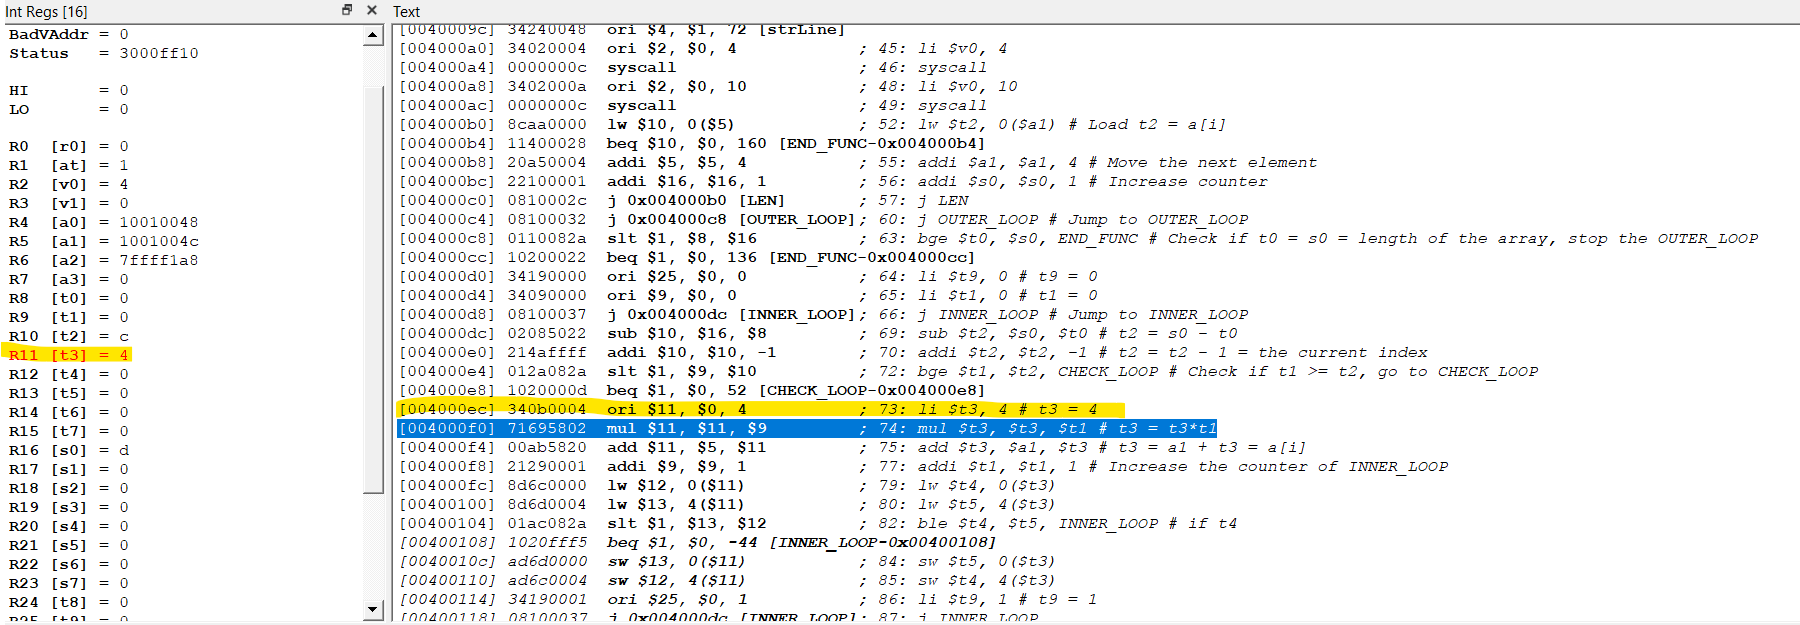 Int Regs [16]
BadVAddr = 0
Status = 3000ff10
HI = 0
LO = 0
R0 [r0] = 0
R1 [at] = 1
R2 [v0] = 4
R3 [v1] = 0
R4 [a0] = 10010048
R5 [a1] = 1001004c
R6 [a2] = 7ffff1a8
R7 [a3] = 0
R8 [t0] = 0
R9 [t1] = 0
R10 [t2] = c
R11 [t3] = 4
R12 [t4] = 0
R13 [t5] = 0
R14 [t6] = 0
R15 [t7] = 0
R16 [s0] = d
R17 [s1] = 0
R18 [s2] = 0
R19 [s3] = 0
R20 [s4] = 0
R21 [s5] = 0
R22 [s6] = 0
R23 [s7] = 0
R24 [t8] = 0
R25 [t9] = 0
Text
[0040009c] 34240048 ori $4, $1, 72 [strLine]
[004000a0] 34020004 ori $2, $0, 4 ; 45: li $v0, 4
[004000a4] 0000000c syscall ; 46: syscall
[004000a8] 3402000a ori $2, $0, 10 ; 48: li $v0, 10
[004000ac] 0000000c syscall ; 49: syscall
[004000b0] 8caa0000 lw $10, 0($5) ; 52: lw $t2, 0($a1) # Load t2 = a[i]
[004000b4] 11400028 beq $10, $0, 160 [END_FUNC-0x004000b4]
[004000b8] 20a50004 addi $5, $5, 4 ; 55: addi $a1, $a1, 4 # Move the next element
[004000bc] 22100001 addi $16, $16, 1 ; 56: addi $s0, $s0, 1 # Increase counter
[004000c0] 0810002c j 0x004000b0 [LEN] ; 57: j LEN
[004000c4] 08100032 j 0x004000c8 [OUTER_LOOP]; 60: j OUTER_LOOP # Jump to OUTER_LOOP
[004000c8] 0110082a slt $1, $8, $16 ; 63: bge $t0, $s0, END_FUNC # Check if t0 = s0 = length of the array, stop the OUTER_LOOP
[004000cc] 10200022 beq $1, $0, 136 [END_FUNC-0x004000cc]
[004000d0] 34190000 ori $25, $0, 0 ; 64: li $t9, 0 # t9 = 0
[004000d4] 34090000 ori $9, $0, 0 ; 65: li $t1, 0 # t1 = 0
[004000d8] 08100037 j 0x004000dc [INNER_LOOP]; 66: j INNER_LOOP # Jump to INNER_LOOP
[004000dc] 02085022 sub $10, $16, $8 ; 69: sub $t2, $s0, $t0 # t2 = s0 - t0
[004000e0] 214affff addi $10, $10, -1 ; 70: addi $t2, $t2, -1 # t2 = t2 - 1 = the current index
[004000e4] 012a082a slt $1, $9, $10 ; 72: bge $t1, $t2, CHECK_LOOP # Check if t1 >= t2, go to CHECK_LOOP
[004000e8] 1020000d beq $1, $0, 52 [CHECK_LOOP-0x004000e8]
[004000ec] 340b0004 ori $11, $0, 4 ; 73: li $t3, 4 # t3 = 4
[004000f0] 71695802 mul $11, $11, $9 ; 74: mul $t3, $t3, $t1 # t3 = t3*t1
[004000f4] 00ab5820 add $11, $5, $11 ; 75: add $t3, $a1, $t3 # t3 = a1 + t3 = a[i]
[004000f8] 21290001 addi $9, $9, 1 ; 77: addi $t1, $t1, 1 # Increase the counter of INNER_LOOP
[004000fc] 8d6c0000 lw $12, 0($11) ; 79: lw $t4, 0($t3)
[00400100] 8d6d0004 lw $13, 4($11) ; 80: lw $t5, 4($t3)
[00400104] 01ac082a slt $1, $13, $12 ; 82: ble $t4, $t5, INNER_LOOP # if t4
[00400108] 1020fff5 beq $1, $0, -44 [INNER_LOOP-0x00400108]
[0040010c] ad6d0000 sw $13, 0($11) ; 84: sw $t5, 0($t3)
[00400110] ad6c0004 sw $12, 4($11) ; 85: sw $t4, 4($t3)
[00400114] 34190001 ori $25, $0, 1 ; 86: li $t9, 1 # t9 = 1
[00400118] 08100037 j 0x004000dc [INNER_LOOP]; 87: j INNER_LOOP